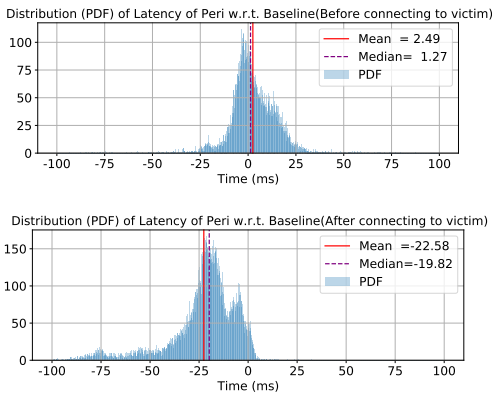 Distribution (PDF) of Latency of Peri w.r.t. Baseline(Before connecting to victim)
100
75
50
25
0
Mean  = 2.49
Median=  1.27
PDF
-100 -75 -50 -25 0 25 50 75 100
Time (ms)
Distribution (PDF) of Latency of Peri w.r.t. Baseline(After connecting to victim)
150
100
50
0
Mean  =-22.58
Median=-19.82
PDF
-100 -75 -50 -25 0 25 50 75 100
Time (ms)